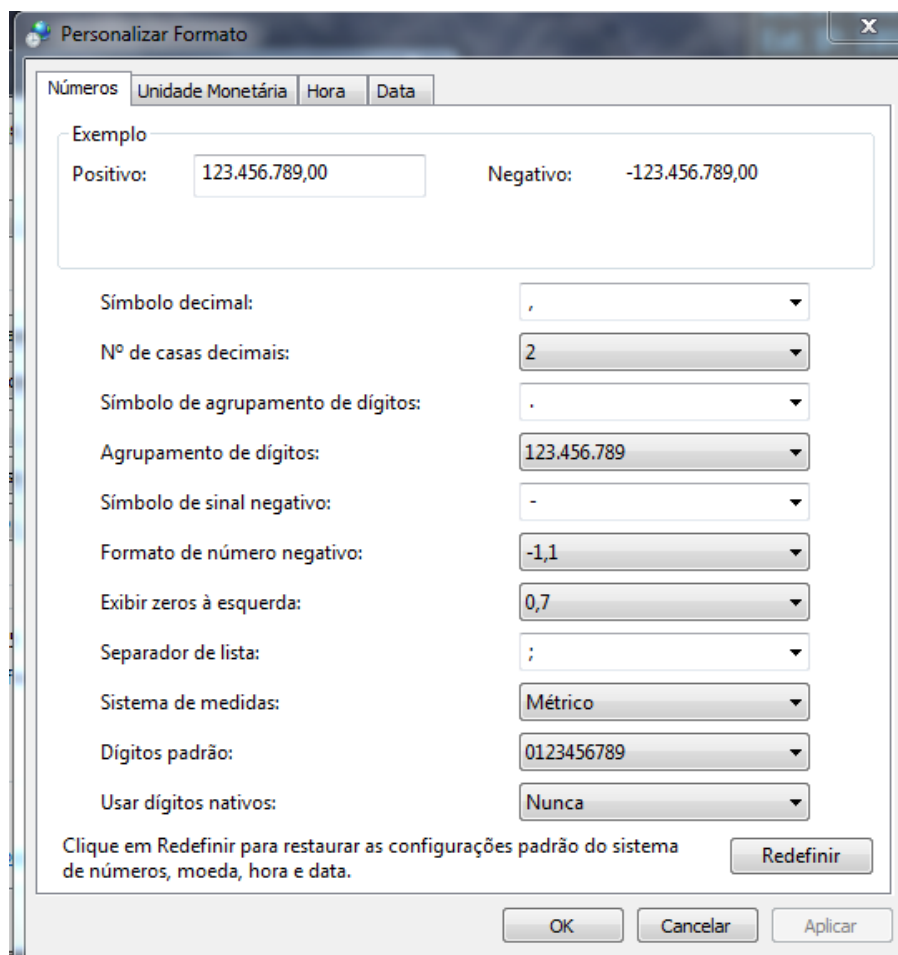 Personalizar Formato
Números Unidade Monetária Hora Data
Exemplo
Positivo: 123.456.789,00 Negativo: -123.456.789,00
Símbolo decimal: ,
Nº de casas decimais: 2
Símbolo de agrupamento de dígitos: .
Agrupamento de dígitos: 123.456.789
Símbolo de sinal negativo: -
Formato de número negativo: -1,1
Exibir zeros à esquerda: 0,7
Separador de lista: ;
Sistema de medidas: Métrico
Dígitos padrão: 0123456789
Usar dígitos nativos: Nunca
Clique em Redefinir para restaurar as configurações padrão do sistema
de números, moeda, hora e data.
Redefinir
OK Cancelar Aplicar